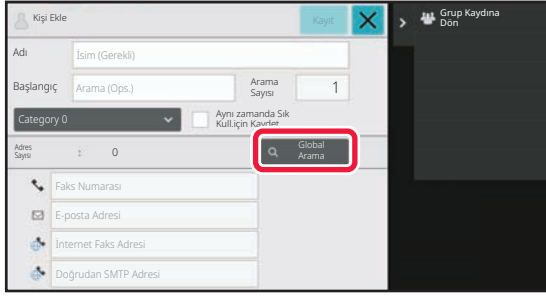 Kişi Ekle
Kayıt
Grup Kaydına
Dön
Adı
İsim (Gerekli)
Başlangıç
Arama (Ops.)
Arama
Sayısı
1
Category 0
Aynı zamanda Sık
Kull.için Kaydet
Adres
Sayısı
:
0
Global
Arama
Faks Numarası
E-posta Adresi
İnternet Faks Adresi
Doğrudan SMTP Adresi